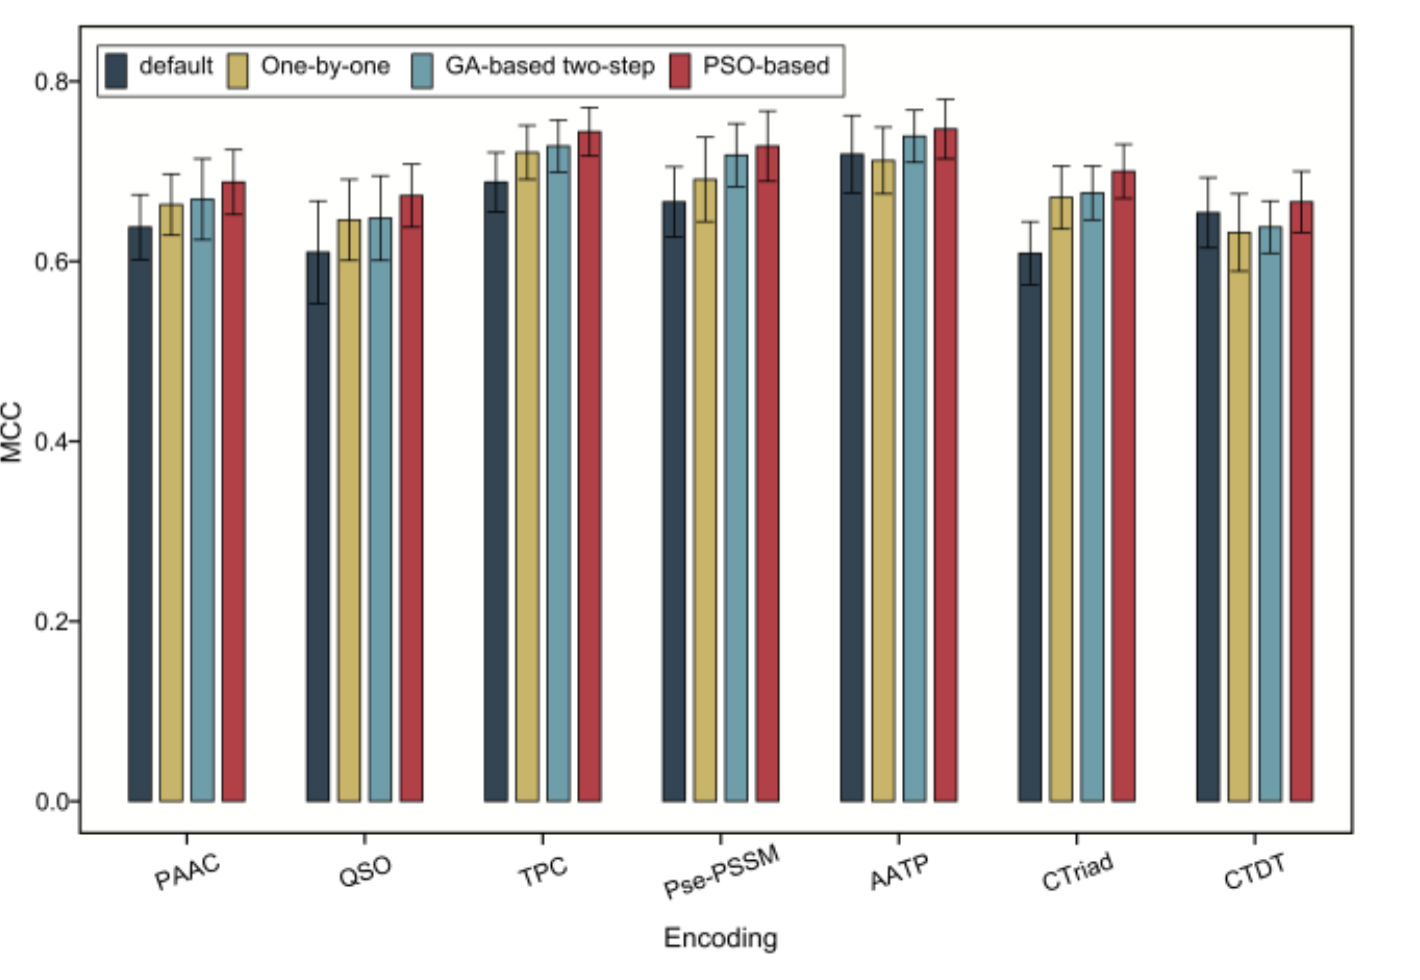 default One-by-one GA-based two-step PSO-based
0.8
0.6
0.4
0.2
0.0
MCC
PAAC QSO TPC Pse-PSSM AATP CTriad CTDT
Encoding